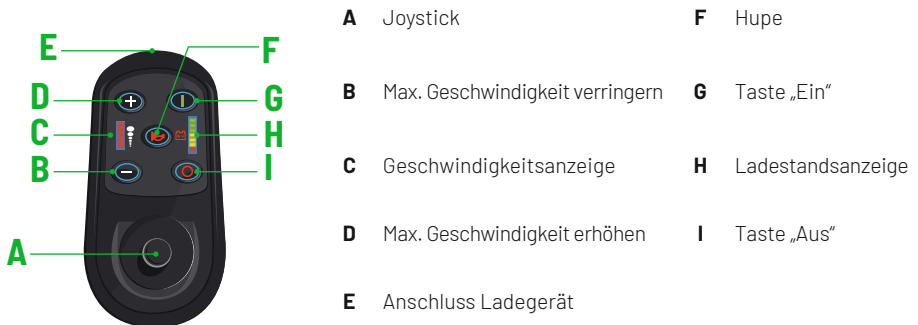 E
F
D
G
C
H
B
I
A
A Joystick
B Max. Geschwindigkeit verringern
C Geschwindigkeitsanzeige
D Max. Geschwindigkeit erhöhen
E Anschluss Ladegerät
F Hupe
G Taste „Ein“
H Ladestandsanzeige
I Taste „Aus“